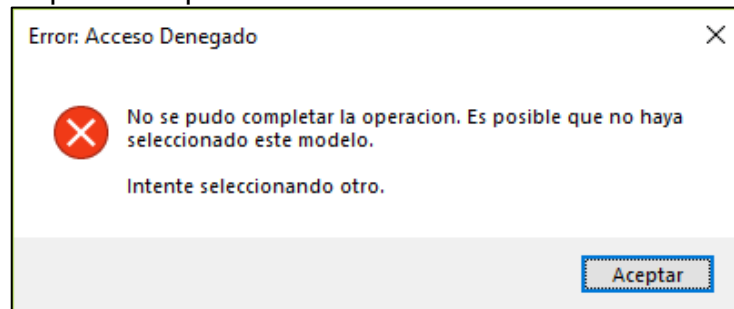 Error: Acceso Denegado
No se pudo completar la operacion. Es posible que no haya
seleccionado este modelo.
Intente seleccionando otro.
Aceptar